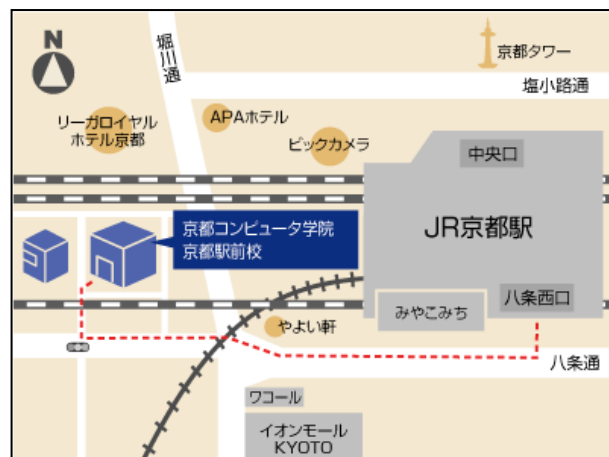 N
堀川通
京都タワー
塩小路通
リーガロイヤル
ホテル京都
APAホテル
ビックカメラ
中央口
京都コンピュータ学院
京都駅前校
JR京都駅
八条西口
みやこみち
やよい軒
八条通
ワコール
イオンモール
KYOTO